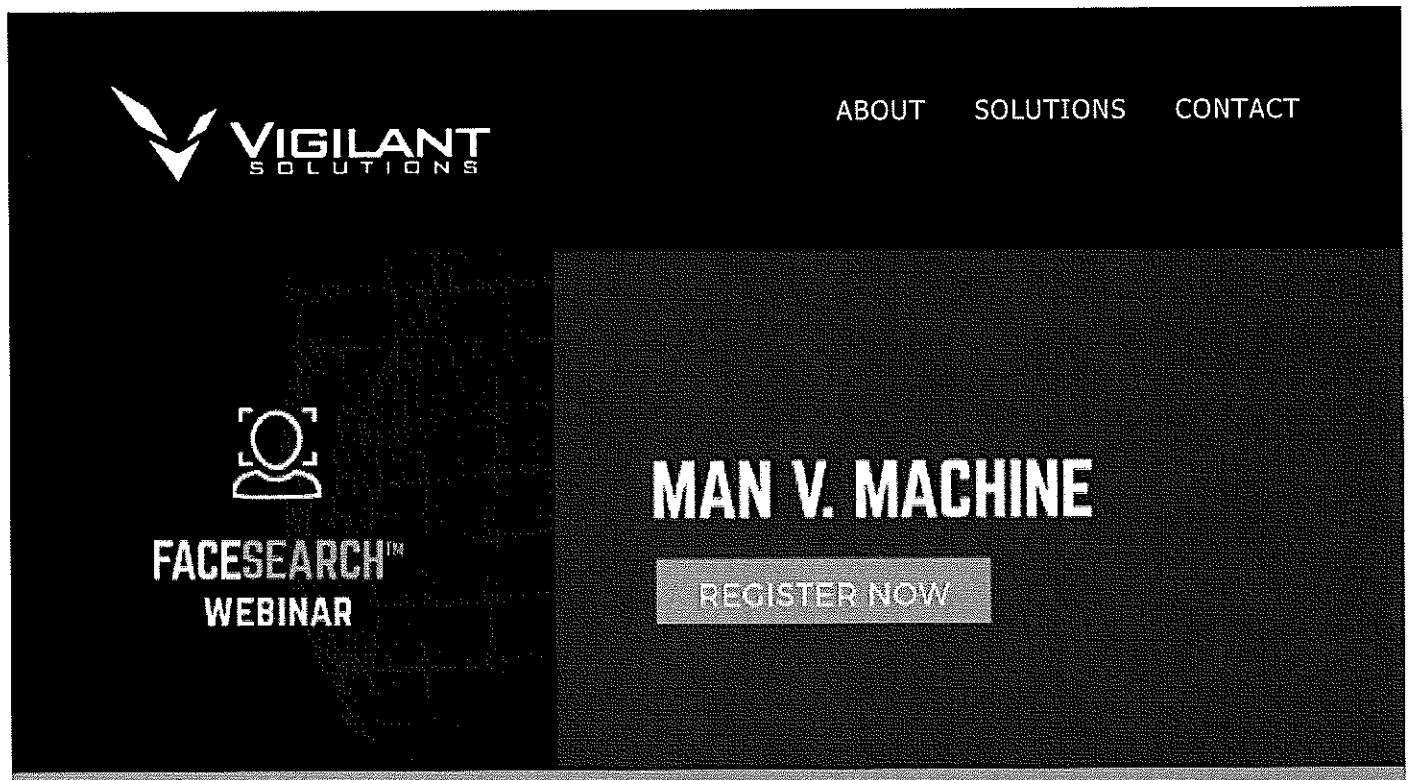 VIGILANT
SOLUTIONS
ABOUT SOLUTIONS CONTACT
FACESEARCH™
WEBINAR
MAN V. MACHINE
REGISTER NOW